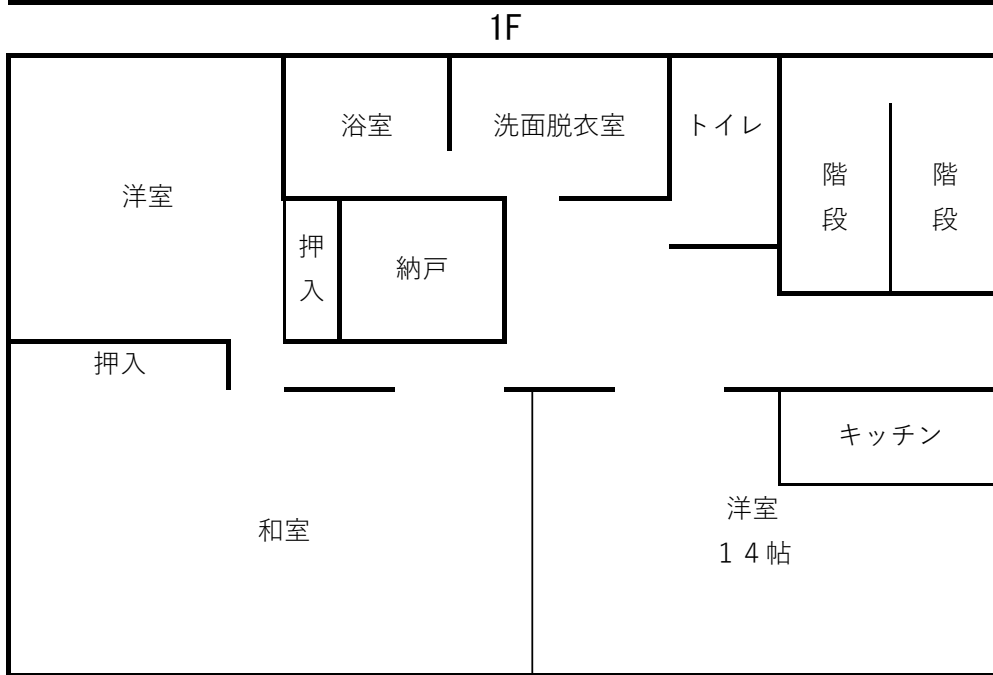 1F
浴室
洗面脱衣室
トイレ
洋室
階
段
階
段
押
入
納戸
押入
キッチン
和室
洋室
１４帖